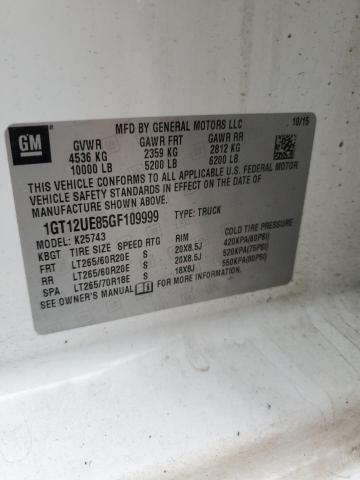 GM
MFD BY GENERAL MOTORS LLC
10/15
GVWR GAWR FRT GAWR RR
4536 KG 2359 KG 2812 KG
10000 LB 5200 LB 6200 LB
THIS VEHICLE CONFORMS TO ALL APPLICABLE U.S. FEDERAL MOTOR
VEHICLE SAFETY STANDARDS IN EFFECT ON THE DATE OF
MANUFACTURE SHOWN ABOVE.
1GT12UE85GF109999 TYPE: TRUCK
MODEL: K25743
KBGT TIRE SIZE SPEED RTG RIM COLD TIRE PRESSURE
FRT LT265/60R20E S 20X8.5J 420KPA(60PSI)
RR LT265/60R20E S 20X8.5J 520KPA(75PSI)
SPA LT265/70R18E S 18X8J 550KPA(80PSI)
SEE OWNER'S MANUAL FOR MORE INFORMATION.